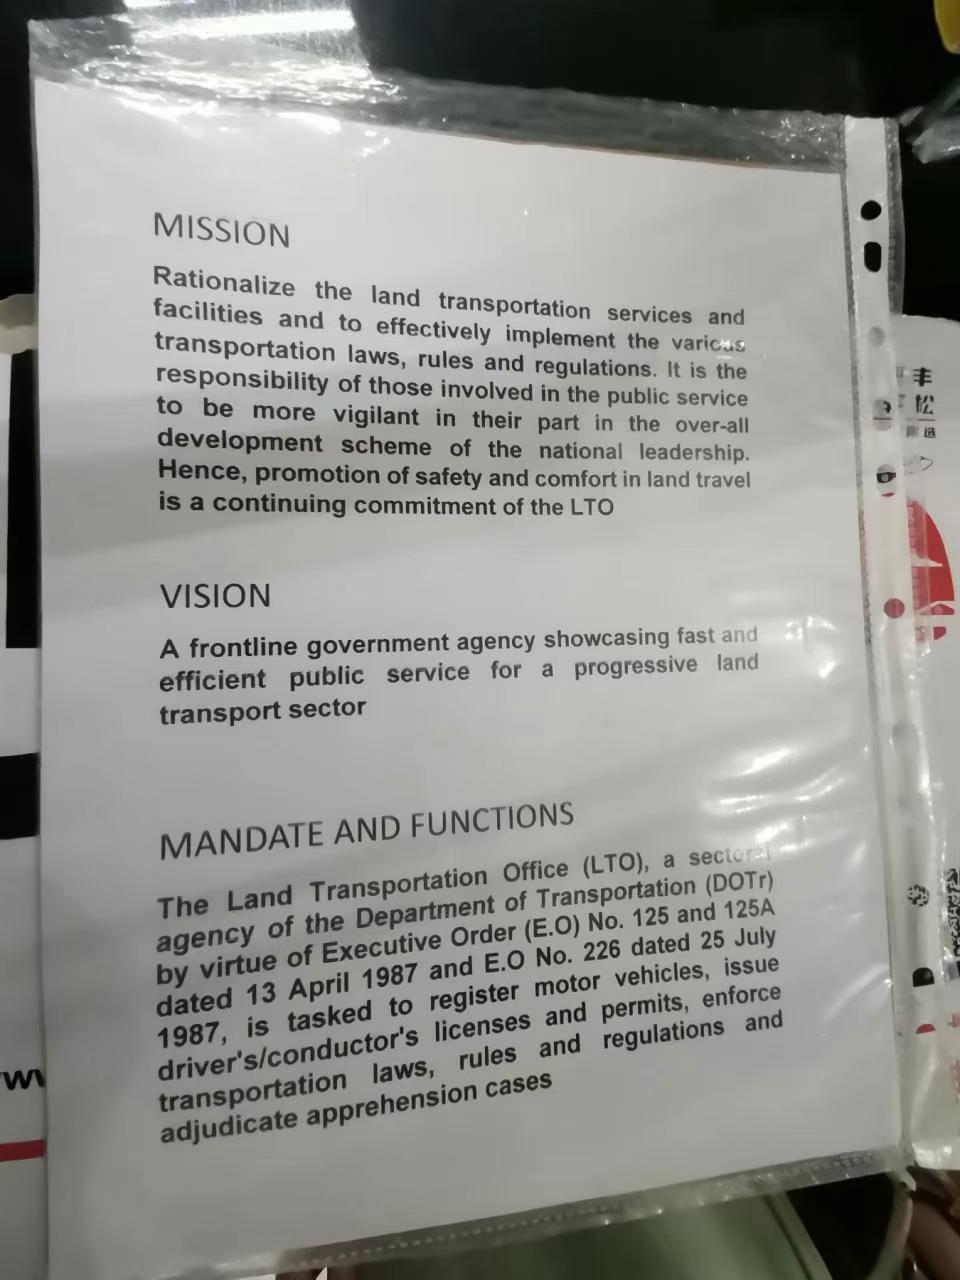 MISSION
Rationalize the land transportation services and
facilities and to effectively implement the various
transportation laws, rules and regulations. It is the
responsibility of those involved in the public service
to be more vigilant in their part in the over-all
development scheme of the national leadership.
Hence, promotion of safety and comfort in land travel
is a continuing commitment of the LTO
VISION
A frontline government agency showcasing fast and
efficient public service for a progressive land
transport sector
MANDATE AND FUNCTIONS
The Land Transportation Office (LTO), a sectoral
agency of the Department of Transportation (DOTr)
by virtue of Executive Order (E.O) No. 125 and 125A
dated 13 April 1987 and E.O No. 226 dated 25 July
1987, is tasked to register motor vehicles, issue
driver's/conductor's licenses and permits, enforce
transportation laws, rules and regulations and
adjudicate apprehension cases
丰
松